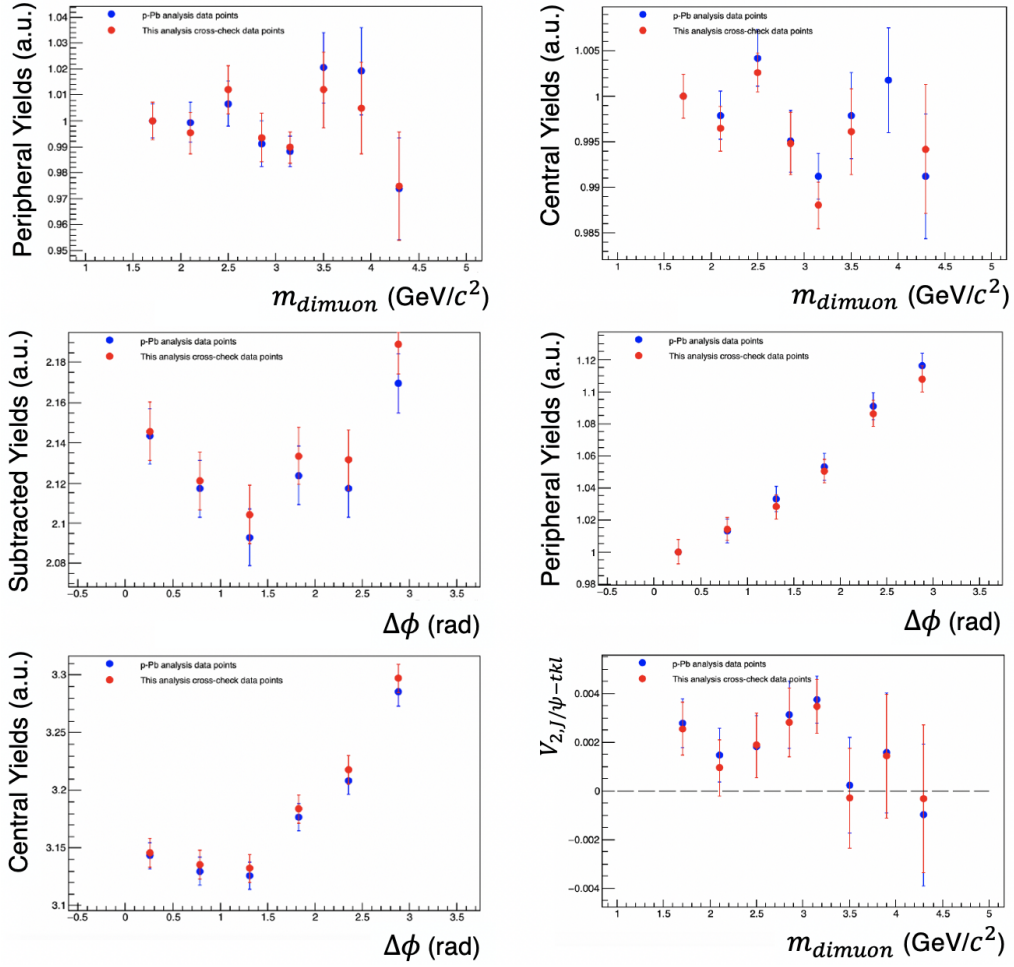 Peripheral Yields (a.u.)
p-Pb analysis data points
This analysis cross-check data points
1.04
1.03
1.02
1.01
1
0.99
0.98
0.97
0.96
0.95
1 1.5 2 2.5 3 3.5 4 4.5 5
m_dimuon (GeV/c²)
Central Yields (a.u.)
p-Pb analysis data points
This analysis cross-check data points
1.005
1
0.995
0.99
0.985
1 1.5 2 2.5 3 3.5 4 4.5 5
m_dimuon (GeV/c²)
Subtracted Yields (a.u.)
p-Pb analysis data points
This analysis cross-check data points
2.18
2.16
2.14
2.12
2.1
2.08
−0.5 0 0.5 1 1.5 2 2.5 3 3.5
Δϕ (rad)
Peripheral Yields (a.u.)
p-Pb analysis data points
This analysis cross-check data points
1.12
1.1
1.08
1.06
1.04
1.02
1
0.98
−0.5 0 0.5 1 1.5 2 2.5 3 3.5
Δϕ (rad)
Central Yields (a.u.)
p-Pb analysis data points
This analysis cross-check data points
3.3
3.25
3.2
3.15
3.1
−0.5 0 0.5 1 1.5 2 2.5 3 3.5
Δϕ (rad)
V_2,J/ψ−tkl
p-Pb analysis data points
This analysis cross-check data points
0.004
0.002
0
−0.002
−0.004
1 1.5 2 2.5 3 3.5 4 4.5 5
m_dimuon (GeV/c²)